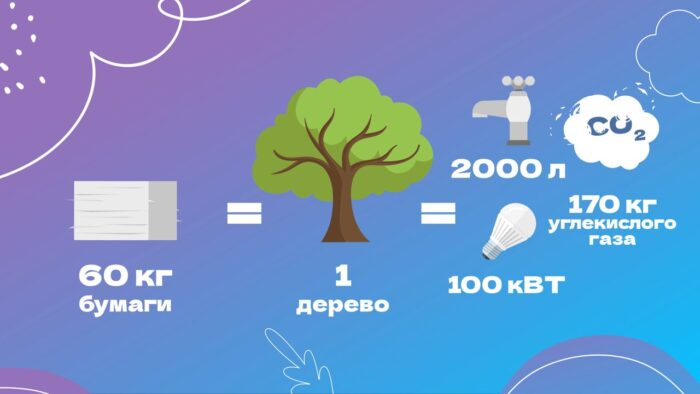 60 кг
бумаги
=
1
дерево
=
2000 л
100 кВТ
CO2
170 кг
углекислого
газа